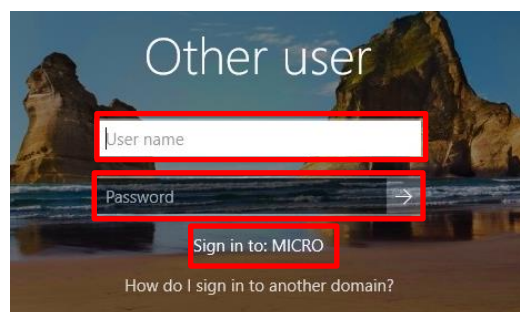 Other user
User name
Password
Sign in to: MICRO
How do I sign in to another domain?